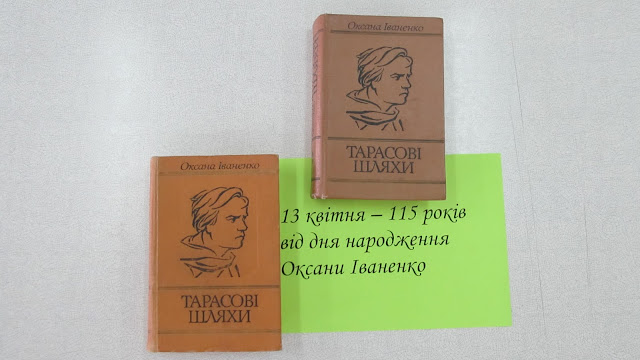 Оксана Іваненко
ТАРАСОВІ
ШЛЯХИ
Оксана Іваненко
ТАРАСОВІ
ШЛЯХИ
13 квітня – 115 років
від дня народження
Оксани Іваненко